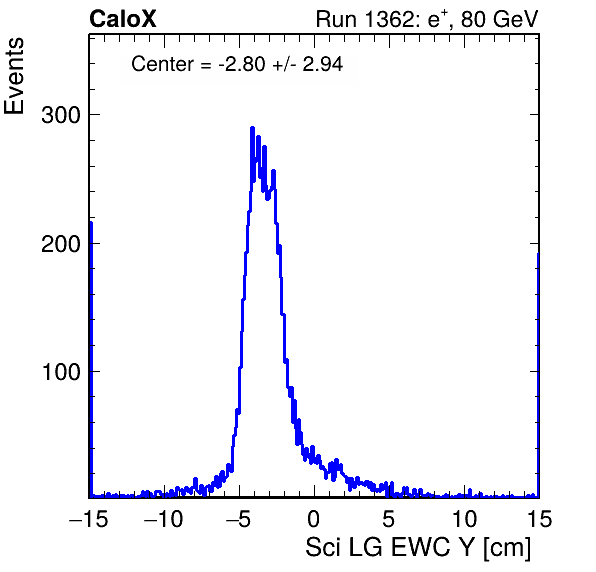 CaloX Run 1362: e⁺, 80 GeV
Center = -2.80 +/- 2.94
Events
300
200
100
−15 −10 −5 0 5 10 15
Sci LG EWC Y [cm]